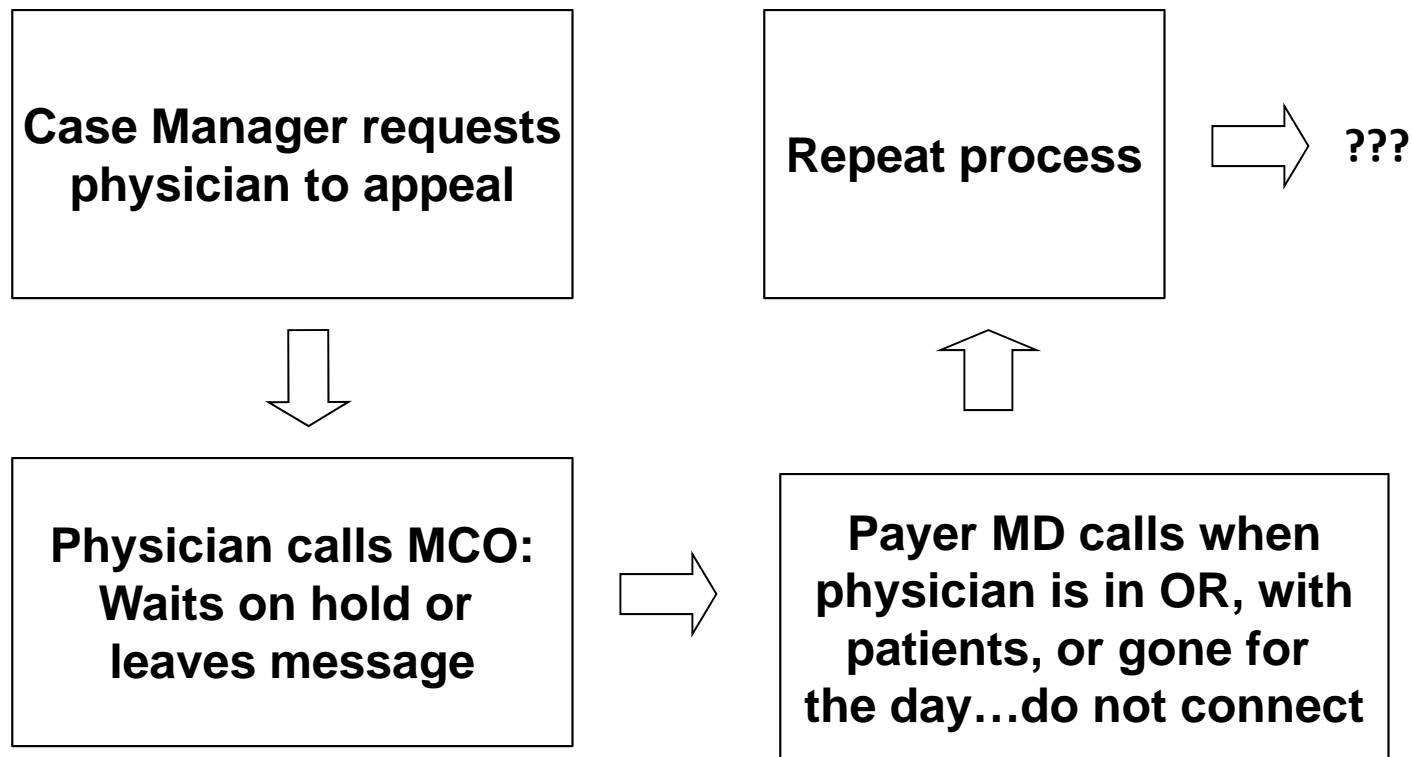 Case Manager requests
physician to appeal
Physician calls MCO:
Waits on hold or
leaves message
Payer MD calls when
physician is in OR, with
patients, or gone for
the day…do not connect
Repeat process
???